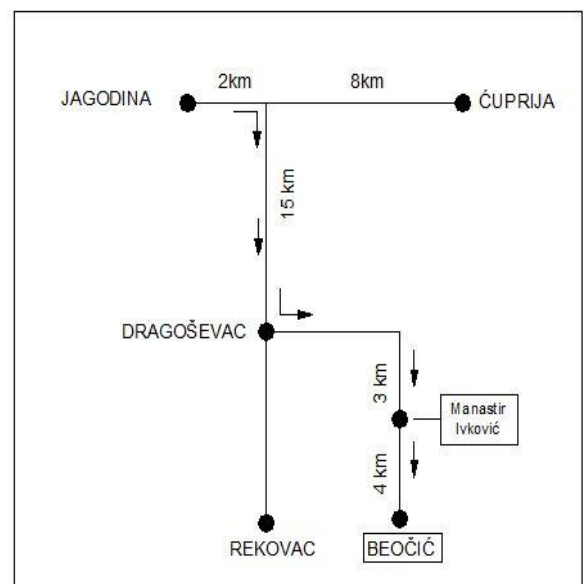 2km
8km
JAGODINA
ĆUPRIJA
15 km
DRAGOŠEVAC
3 km
Manastir
Ivković
4 km
REKOVAC
BEOČIĆ